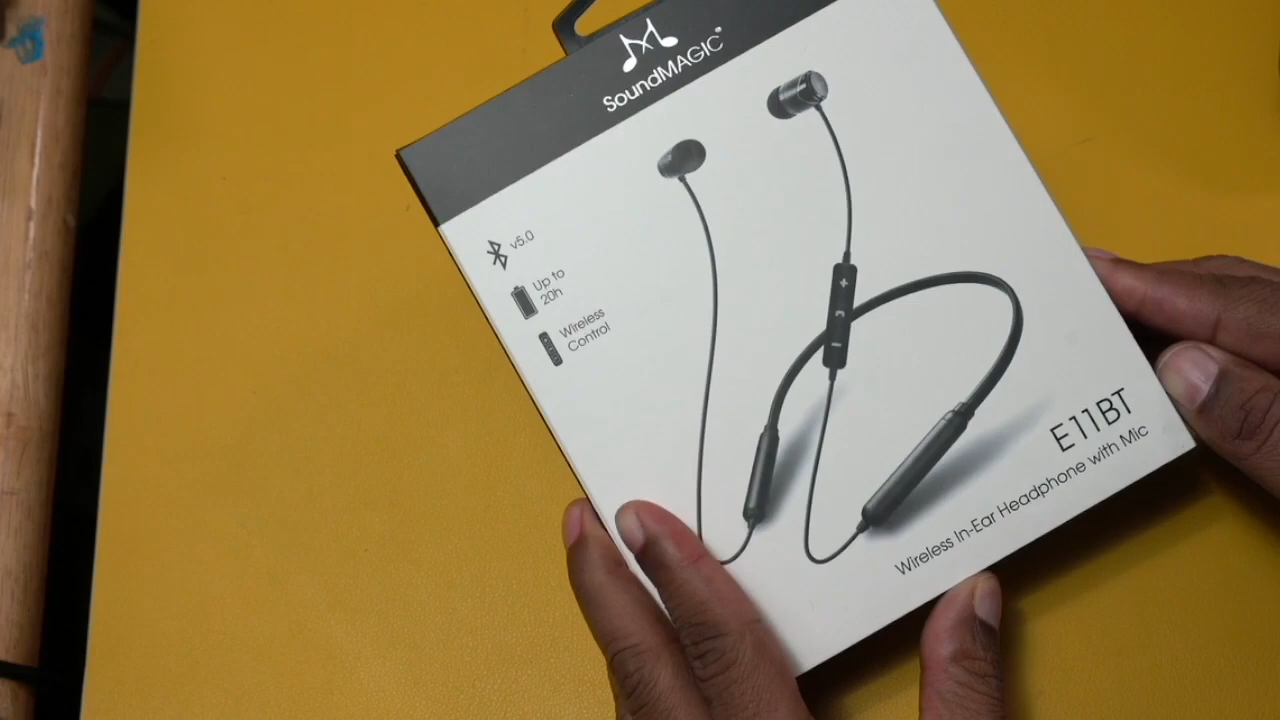 SoundMAGIC
v5.0
Up to
20h
Wireless
Control
E11BT
Wireless In-Ear Headphone with Mic